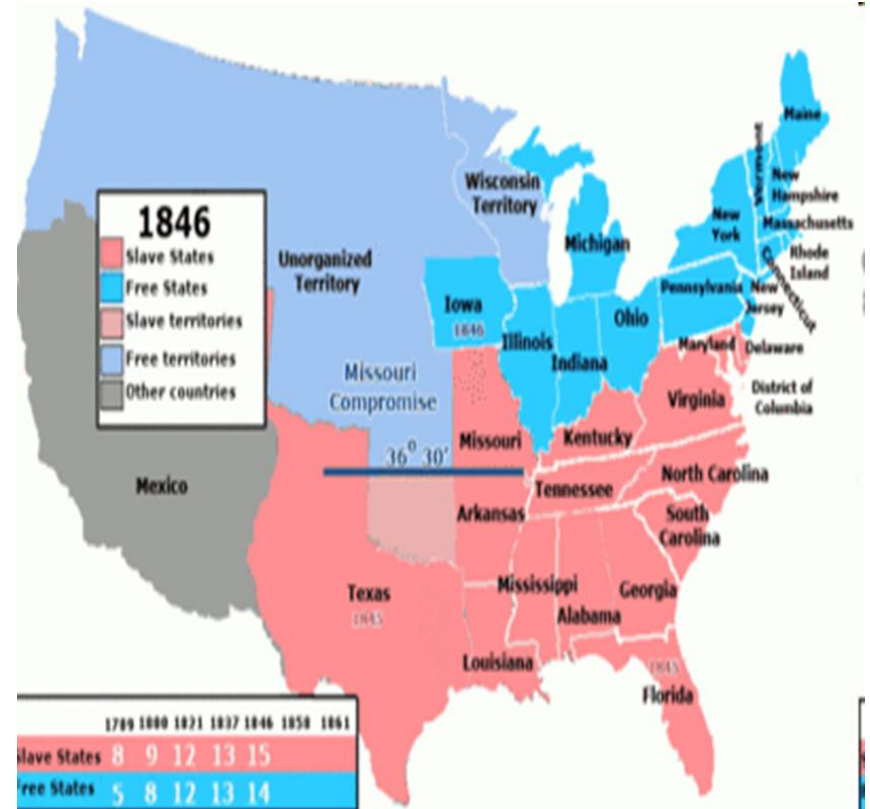 Maine
Vermont
New
Hampshire
Massachusetts
Rhode
Island
Connecticut
New
York
Pennsylvania
New
Jersey
Maryland
Delaware
District of
Columbia
Wisconsin
Territory
Michigan
1846
Slave States
Free States
Slave territories
Free territories
Other countries
Unorganized
Territory
Iowa
1846
Illinois
Indiana
Ohio
Missouri
Compromise
36° 30'
Missouri
Kentucky
Virginia
Mexico
Tennessee
North Carolina
Arkansas
South
Carolina
Texas
1845
Mississippi
Alabama
Georgia
Louisiana
1845
Florida
1789 1800 1821 1837 1846 1858 1861
Slave States 8 9 12 13 15
Free States 5 8 12 13 14